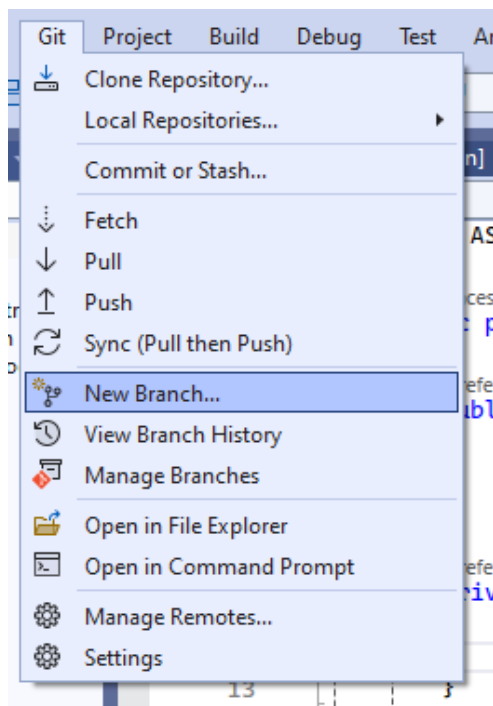 Git Project Build Debug Test
Clone Repository...
Local Repositories...
n]
Commit or Stash...
Fetch
AS
Pull
Push
Sync (Pull then Push)
New Branch...
View Branch History
Manage Branches
Open in File Explorer
Open in Command Prompt
Manage Remotes...
Settings
13 }